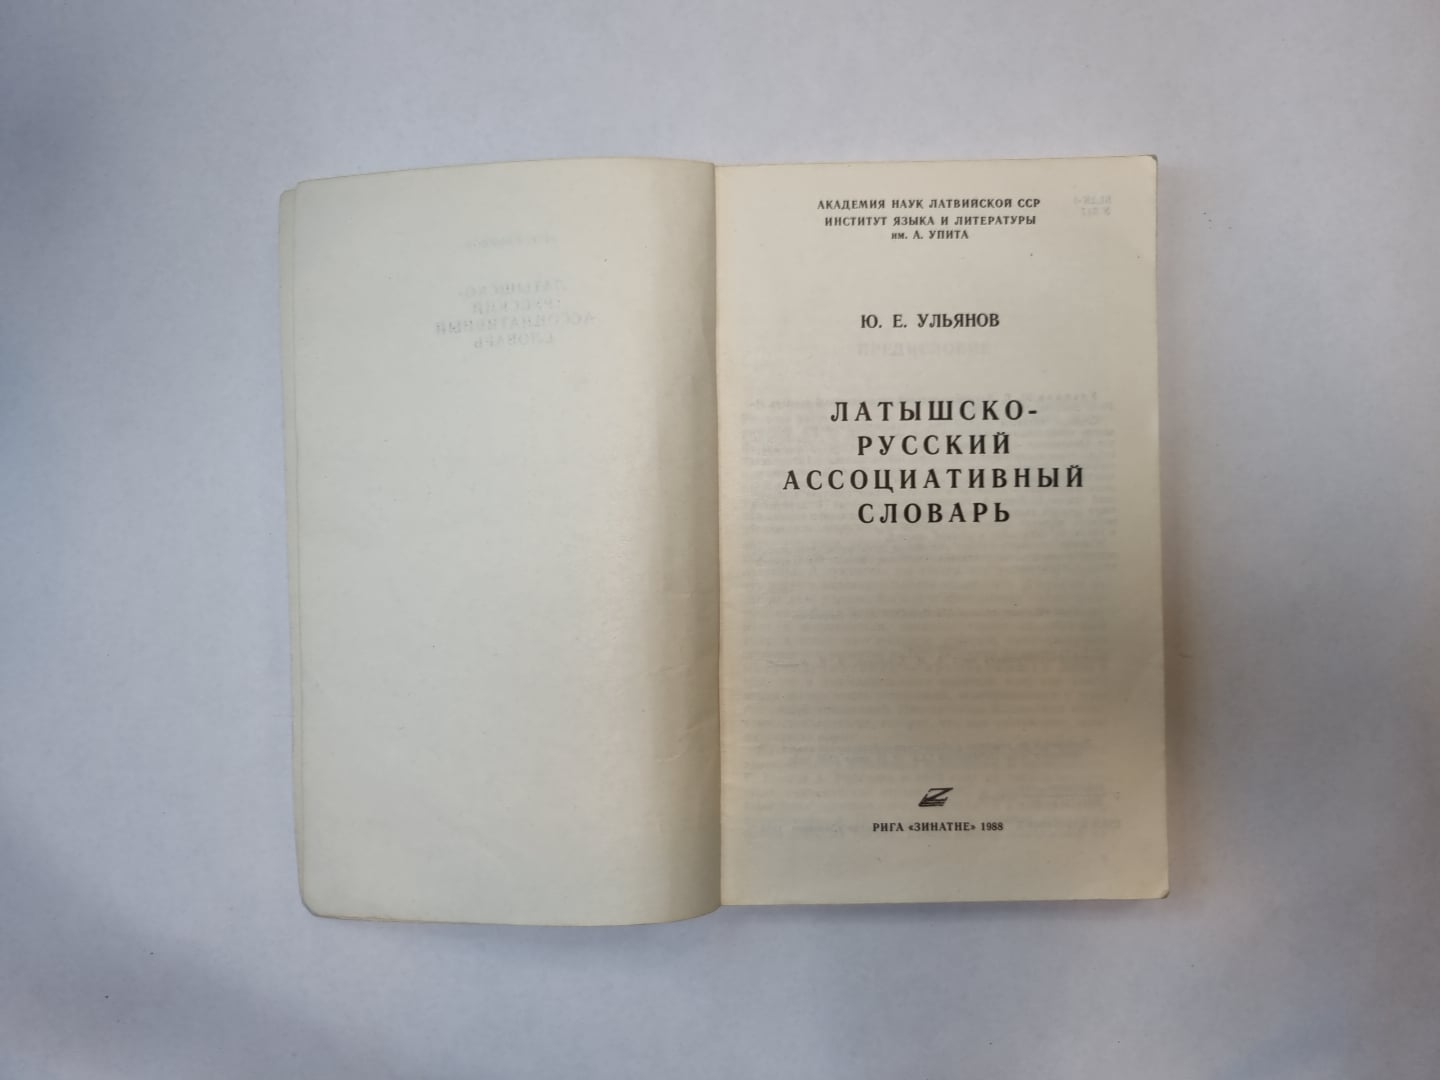 АКАДЕМИЯ НАУК ЛАТВИЙСКОЙ ССР
ИНСТИТУТ ЯЗЫКА И ЛИТЕРАТУРЫ
им. А. УПИТА
Ю. Е. УЛЬЯНОВ
ЛАТЫШСКО-
РУССКИЙ
АССОЦИАТИВНЫЙ
СЛОВАРЬ
РИГА «ЗИНАТНЕ» 1988